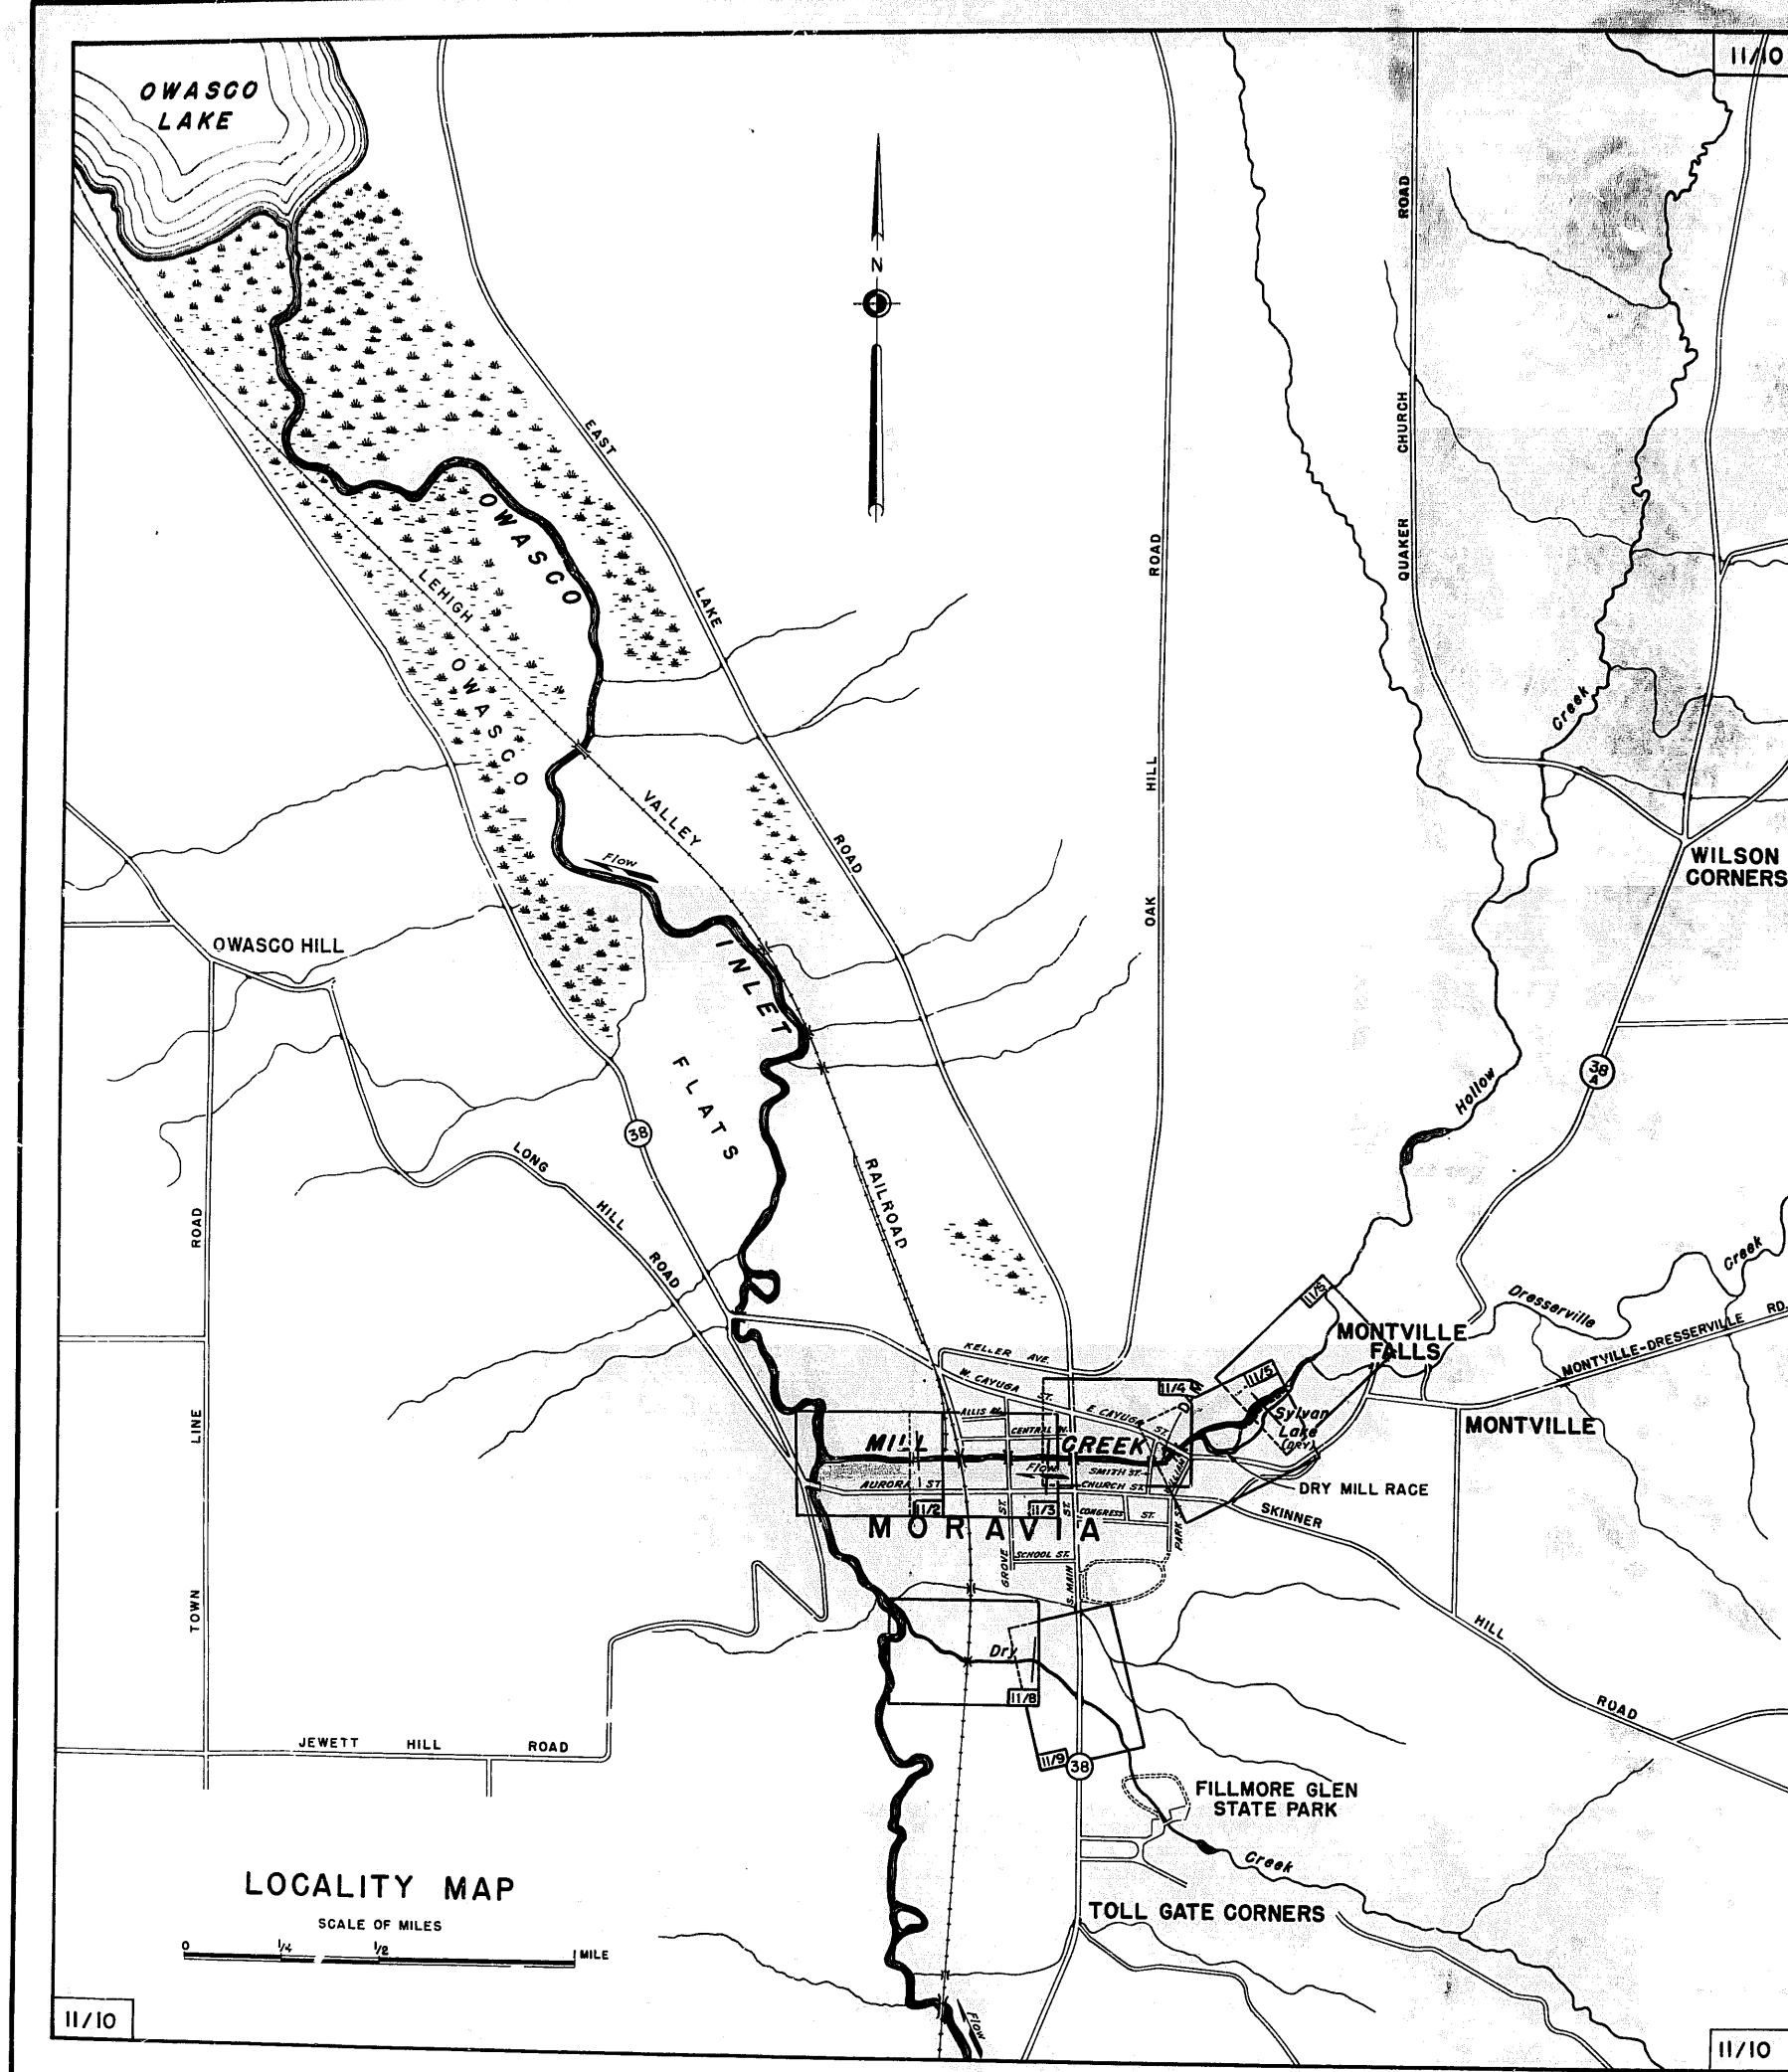 11/10
OWASCO
LAKE
N
ROAD
CHURCH
QUAKER
EAST
LAKE
ROAD
ROAD
HILL
OAK
OWASCO
INLET
LEHIGH
VALLEY
RAILROAD
OWASCO
FLATS
Flow
Creek
Hollow
WILSON
CORNERS
38
A
OWASCO HILL
38
LONG
HILL
ROAD
ROAD
LINE
TOWN
Creek
Dresserville
MONTVILLE-DRESSERVILLE RD.
11/6
MONTVILLE
FALLS
KELLER AVE.
W. CAYUGA ST.
11/4
11/5
E. CAYUGA ST.
ALLIS
CENTRAL
Sylvan
Lake
(DRY)
MONTVILLE
MILL CREEK
Flow
SMITH ST.
AURORA ST.
CHURCH ST.
DRY MILL RACE
11/2
11/3
ST.
ST.
CONGRESS ST.
PARK ST.
MORAVIA
SKINNER
HILL
ROAD
SCHOOL ST.
GROVE
S. MAIN
Dry
11/8
11/9
38
JEWETT HILL ROAD
FILLMORE GLEN
STATE PARK
Creek
TOLL GATE CORNERS
LOCALITY MAP
SCALE OF MILES
0 1/4 1/2 1 MILE
Flow
11/10
11/10